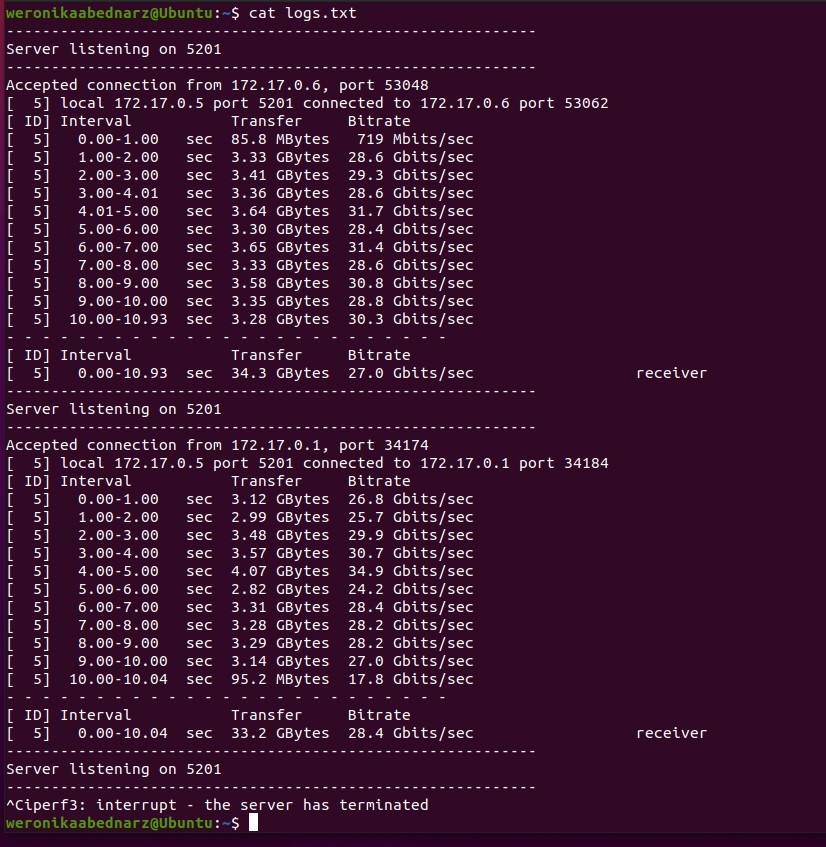 weronikaabednarz@Ubuntu:~$ cat logs.txt
-----------------------------------------------------------
Server listening on 5201
-----------------------------------------------------------
Accepted connection from 172.17.0.6, port 53048
[  5] local 172.17.0.5 port 5201 connected to 172.17.0.6 port 53062
[ ID] Interval           Transfer     Bitrate
[  5]   0.00-1.00   sec  85.8 MBytes   719 Mbits/sec
[  5]   1.00-2.00   sec  3.33 GBytes  28.6 Gbits/sec
[  5]   2.00-3.00   sec  3.41 GBytes  29.3 Gbits/sec
[  5]   3.00-4.01   sec  3.36 GBytes  28.6 Gbits/sec
[  5]   4.01-5.00   sec  3.64 GBytes  31.7 Gbits/sec
[  5]   5.00-6.00   sec  3.30 GBytes  28.4 Gbits/sec
[  5]   6.00-7.00   sec  3.65 GBytes  31.4 Gbits/sec
[  5]   7.00-8.00   sec  3.33 GBytes  28.6 Gbits/sec
[  5]   8.00-9.00   sec  3.58 GBytes  30.8 Gbits/sec
[  5]   9.00-10.00  sec  3.35 GBytes  28.8 Gbits/sec
[  5]  10.00-10.93  sec  3.28 GBytes  30.3 Gbits/sec
- - - - - - - - - - - - - - - - - - - - - - - - -
[ ID] Interval           Transfer     Bitrate
[  5]   0.00-10.93  sec  34.3 GBytes  27.0 Gbits/sec                  receiver
-----------------------------------------------------------
Server listening on 5201
-----------------------------------------------------------
Accepted connection from 172.17.0.1, port 34174
[  5] local 172.17.0.5 port 5201 connected to 172.17.0.1 port 34184
[ ID] Interval           Transfer     Bitrate
[  5]   0.00-1.00   sec  3.12 GBytes  26.8 Gbits/sec
[  5]   1.00-2.00   sec  2.99 GBytes  25.7 Gbits/sec
[  5]   2.00-3.00   sec  3.48 GBytes  29.9 Gbits/sec
[  5]   3.00-4.00   sec  3.57 GBytes  30.7 Gbits/sec
[  5]   4.00-5.00   sec  4.07 GBytes  34.9 Gbits/sec
[  5]   5.00-6.00   sec  2.82 GBytes  24.2 Gbits/sec
[  5]   6.00-7.00   sec  3.31 GBytes  28.4 Gbits/sec
[  5]   7.00-8.00   sec  3.28 GBytes  28.2 Gbits/sec
[  5]   8.00-9.00   sec  3.29 GBytes  28.2 Gbits/sec
[  5]   9.00-10.00  sec  3.14 GBytes  27.0 Gbits/sec
[  5]  10.00-10.04  sec  95.2 MBytes  17.8 Gbits/sec
- - - - - - - - - - - - - - - - - - - - - - - - -
[ ID] Interval           Transfer     Bitrate
[  5]   0.00-10.04  sec  33.2 GBytes  28.4 Gbits/sec                  receiver
-----------------------------------------------------------
Server listening on 5201
-----------------------------------------------------------
^Ciperf3: interrupt - the server has terminated
weronikaabednarz@Ubuntu:~$